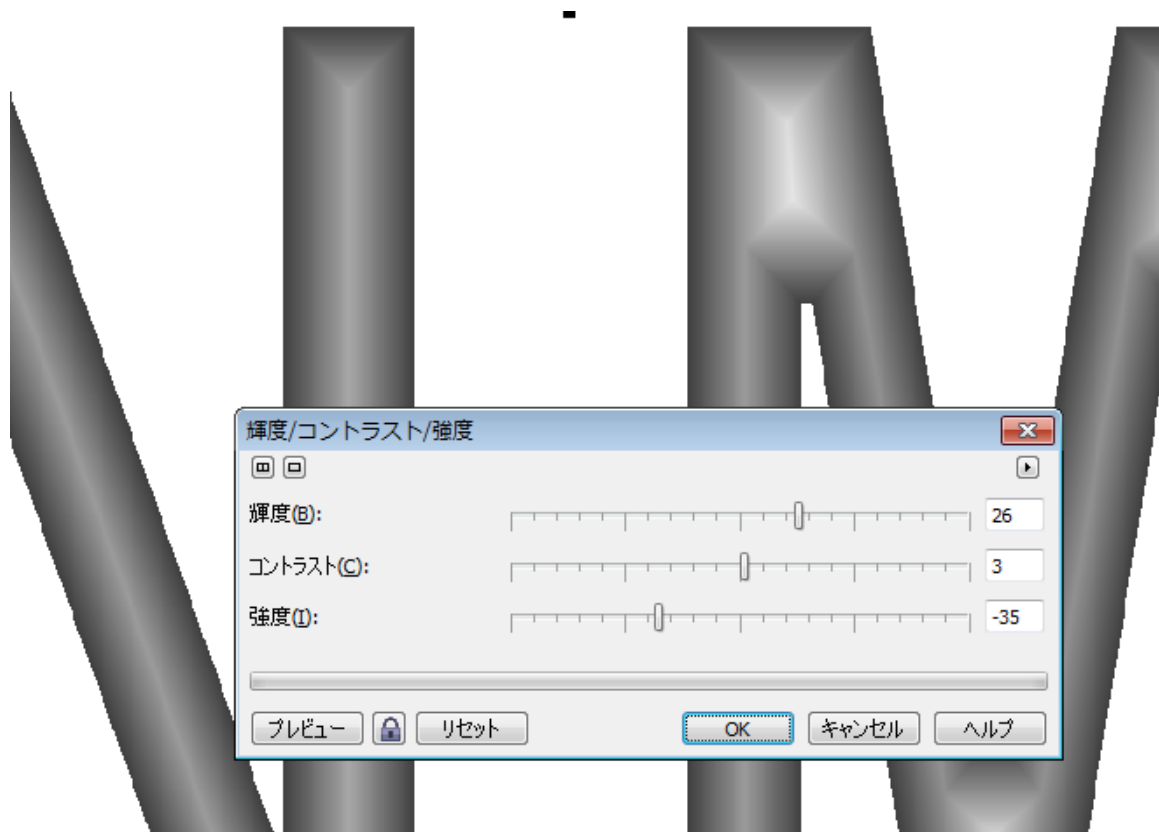 輝度/コントラスト/強度
輝度(B): 26
コントラスト(C): 3
強度(I): -35
プレビュー リセット OK キャンセル ヘルプ